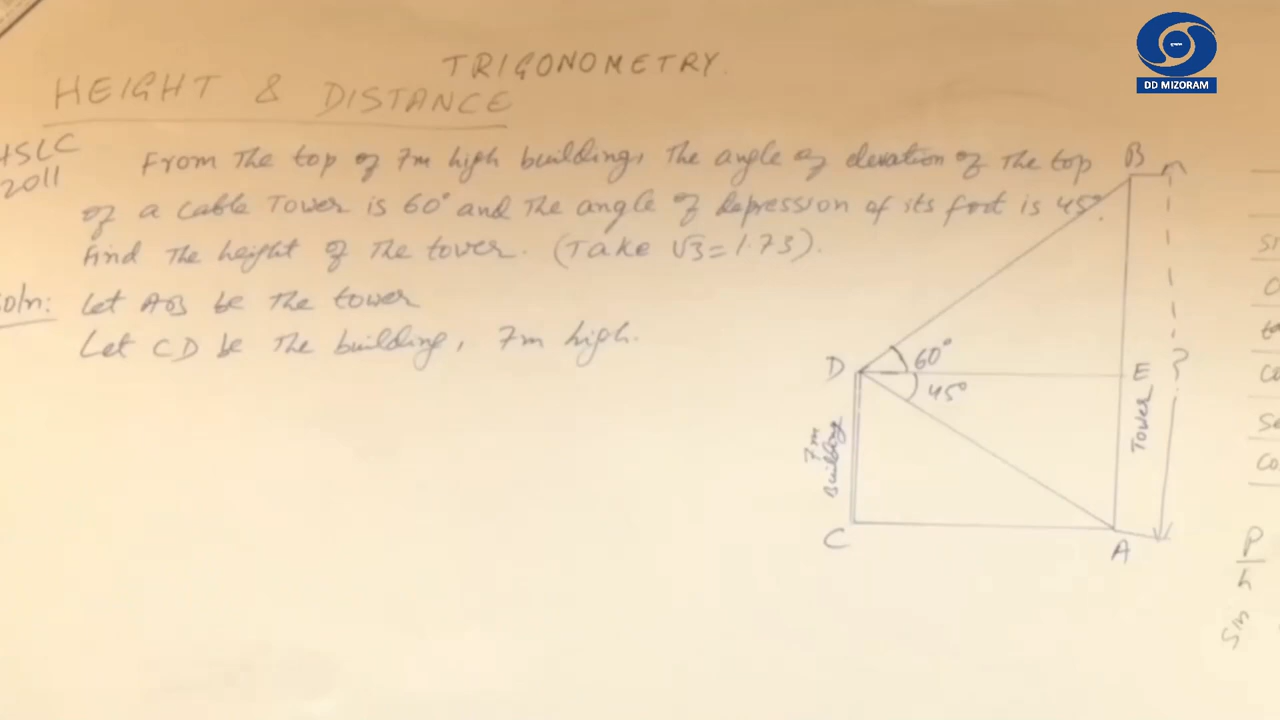 TRIGONOMETRY.
HEIGHT & DISTANCE
HSLC
2011
From The top of 7m high building, The angle of elevation of The top
of a cable Tower is 60° and The angle of depression of its foot is 45°.
Find The height of The tower. (Take √3 = 1.73).
Soln: Let AB be The tower
Let CD be The building, 7m high.
B
D
60°
45°
E
?
7m
Building
Tower
C
A
P
h
Sin
DD MIZORAM